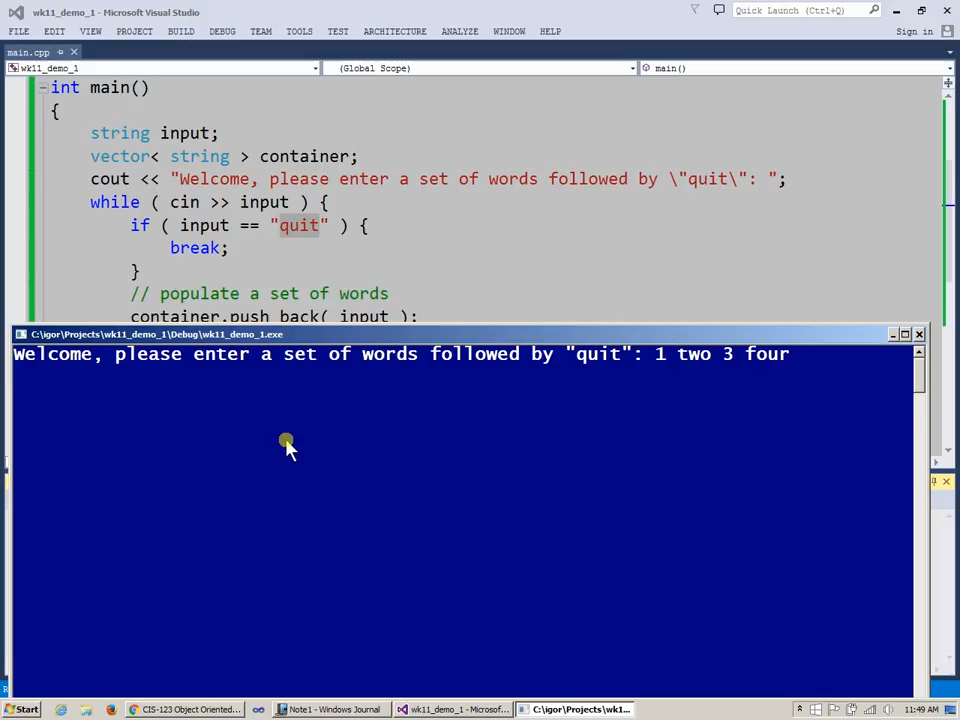 wk11_demo_1 - Microsoft Visual Studio
Quick Launch (Ctrl+Q)
FILE EDIT VIEW PROJECT BUILD DEBUG TEAM TOOLS TEST ARCHITECTURE ANALYZE WINDOW HELP
Sign in
main.cpp
wk11_demo_1 (Global Scope) main()
int main()
{
string input;
vector< string > container;
cout << "Welcome, please enter a set of words followed by \"quit\": ";
while ( cin >> input ) {
if ( input == "quit" ) {
break;
}
// populate a set of words
container.push_back( input );
C:\igor\Projects\wk11_demo_1\Debug\wk11_demo_1.exe
Welcome, please enter a set of words followed by "quit": 1 two 3 four
Start
CIS-123 Object Oriented...
Note1 - Windows Journal
wk11_demo_1 - Microsof...
C:\igor\Projects\wk1...
11:49 AM